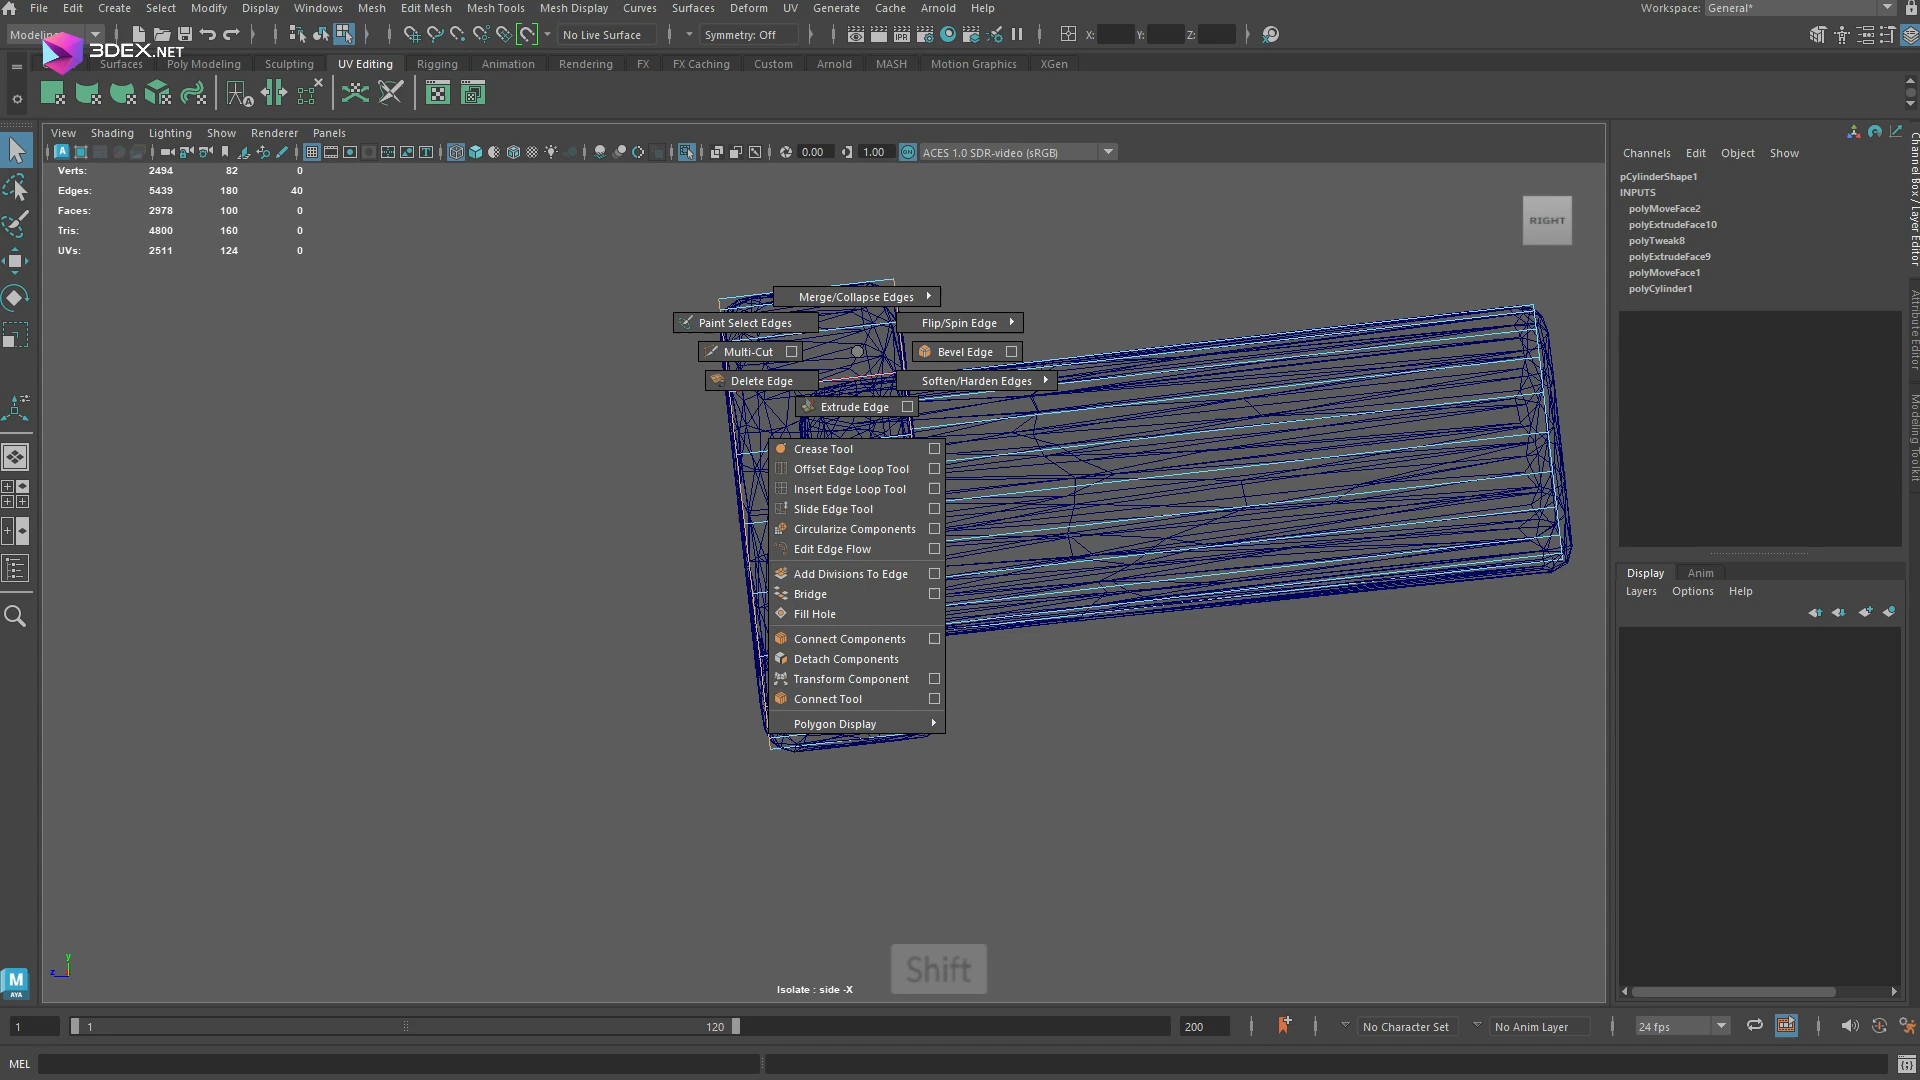 File Edit Create Select Modify Display Windows Mesh Edit Mesh Mesh Tools Mesh Display Curves Surfaces Deform UV Generate Cache Arnold Help
Workspace: General*
No Live Surface
Symmetry: Off
X:
Y:
Z:
3DEX.NET
Surfaces Poly Modeling Sculpting UV Editing Rigging Animation Rendering FX FX Caching Custom Arnold MASH Motion Graphics XGen
View Shading Lighting Show Renderer Panels
0.00
1.00
ACES 1.0 SDR-video (sRGB)
Verts: 2494 82 0
Edges: 5439 180 40
Faces: 2978 100 0
Tris: 4800 160 0
UVs: 2511 124 0
RIGHT
Merge/Collapse Edges
Paint Select Edges
Flip/Spin Edge
Multi-Cut
Bevel Edge
Delete Edge
Soften/Harden Edges
Extrude Edge
Crease Tool
Offset Edge Loop Tool
Insert Edge Loop Tool
Slide Edge Tool
Circularize Components
Edit Edge Flow
Add Divisions To Edge
Bridge
Fill Hole
Connect Components
Detach Components
Transform Component
Connect Tool
Polygon Display
Channels Edit Object Show
pCylinderShape1
INPUTS
polyMoveFace2
polyExtrudeFace10
polyTweak8
polyExtrudeFace9
polyMoveFace1
polyCylinder1
Channel Box / Layer Editor
Attribute Editor
Modeling Toolkit
Display Anim
Layers Options Help
y
z
M
AYA
Shift
Isolate : side -X
1
1
120
200
No Character Set
No Anim Layer
24 fps
MEL